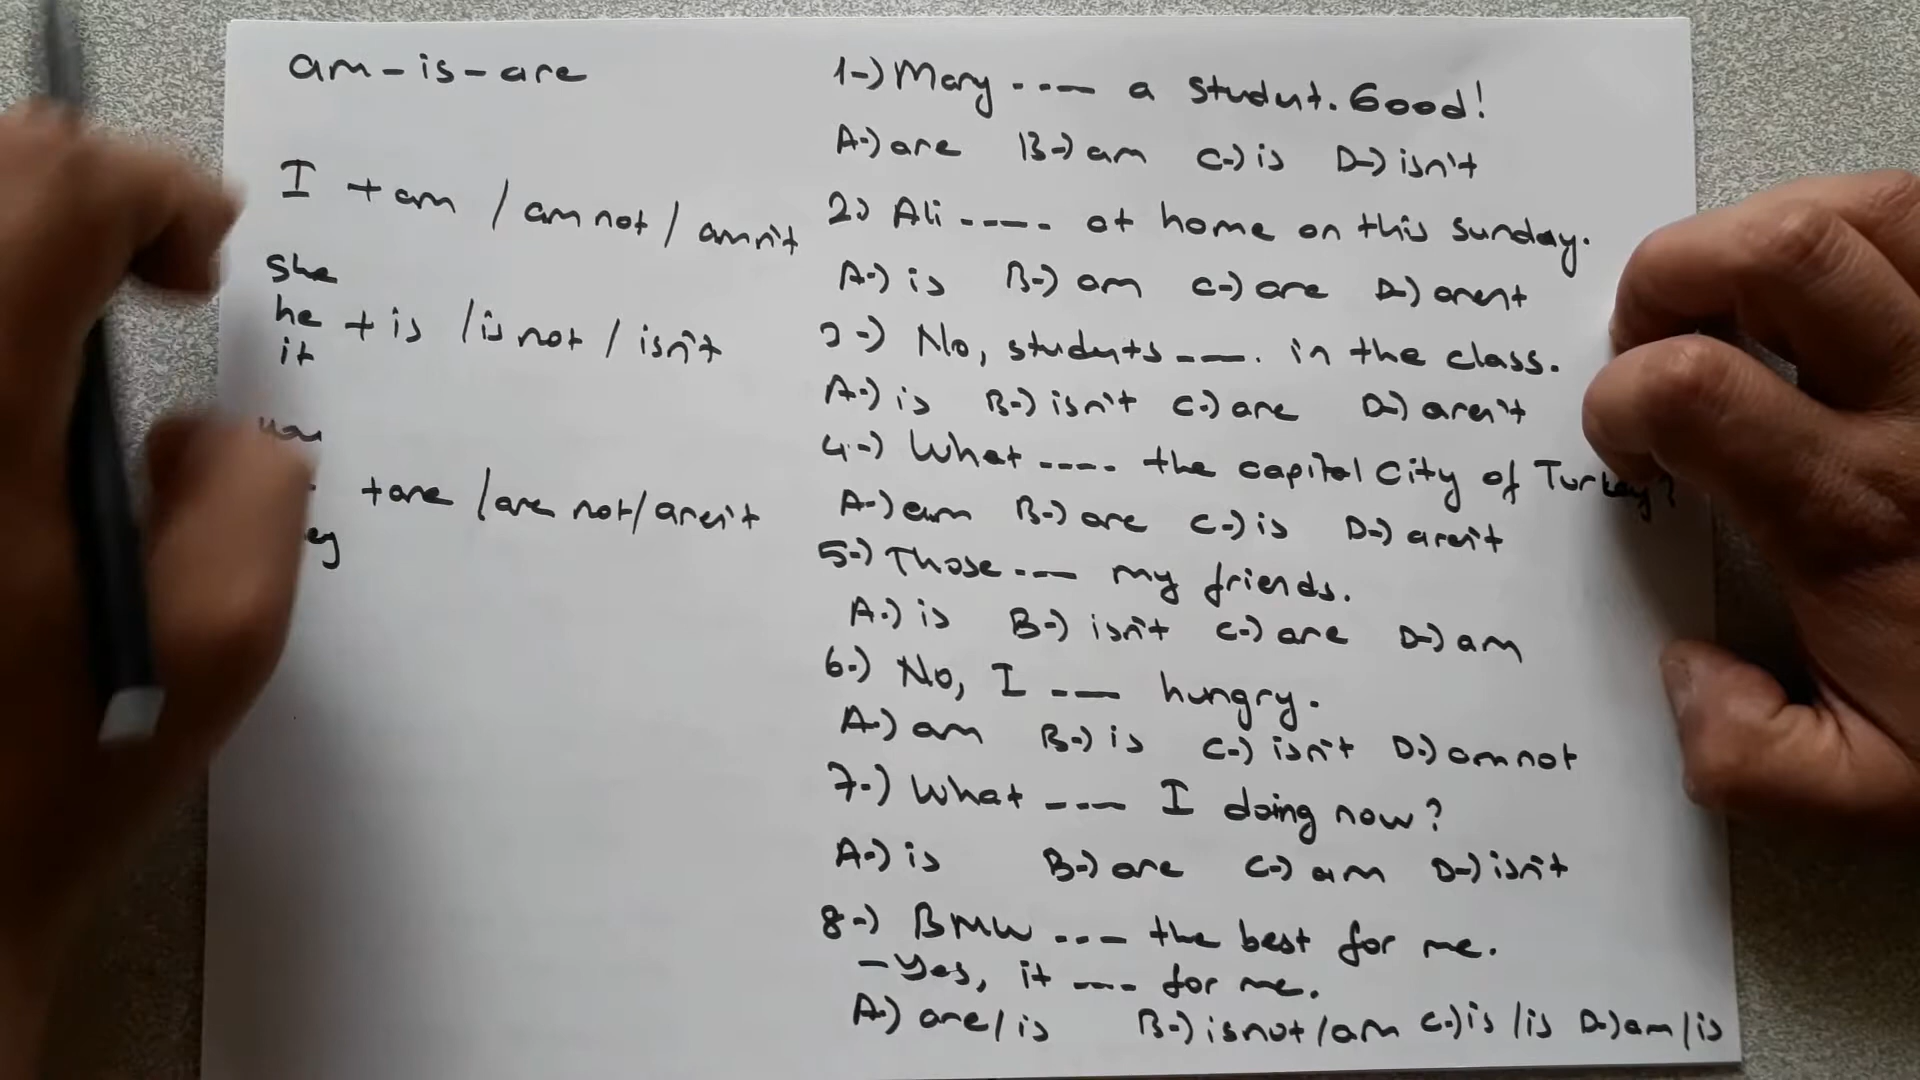 am-is-are
I + am / am not / amn't
she
he + is / is not / isn't
it
+are / are not / aren't
1-) Mary ---- a student. Good!
A-) are B-) am C-) is D-) isn't
2-) Ali ----- at home on this Sunday.
A-) is B-) am C-) are D-) arent
3-) No, students ---- in the class.
A-) is B-) isn't C-) are D-) aren't
4-) What ---- the capital city of Turkey?
A-) am B-) are C-) is D-) aren't
5-) Those ---- my friends.
A-) is B-) isn't C-) are D-) am
6-) No, I ---- hungry.
A-) am B-) is C-) isn't D-) am not
7-) What ---- I doing now?
A-) is B-) are C-) am D-) isn't
8-) BMW ---- the best for me.
- Yes, it ---- for me.
A-) are / is B-) is not / am C-) is / is D-) am / is